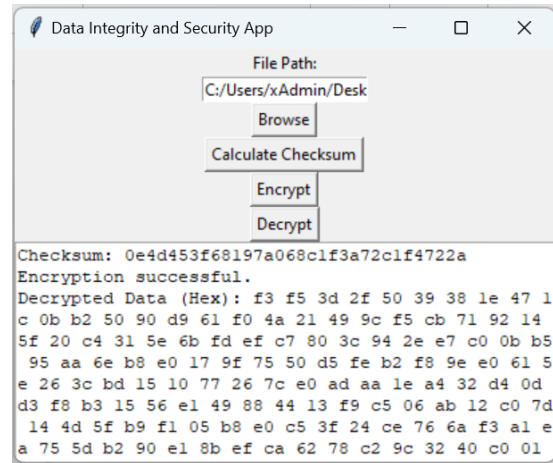 Data Integrity and Security App
File Path:
C:/Users/xAdmin/Desk
Browse
Calculate Checksum
Encrypt
Decrypt
Checksum: 0e4d453f68197a068c1f3a72c1f4722a
Encryption successful.
Decrypted Data (Hex): f3 f5 3d 2f 50 39 38 1e 47 1
c 0b b2 50 90 d9 61 f0 4a 21 49 9c f5 cb 71 92 14
5f 20 c4 31 5e 6b fd ef c7 80 3c 94 2e e7 c0 0b b5
95 aa 6e b8 e0 17 9f 75 50 d5 fe b2 f8 9e e0 61 5
e 26 3c bd 15 10 77 26 7c e0 ad aa 1e a4 32 d4 0d
d3 f8 b3 15 56 e1 49 88 44 13 f9 c5 06 ab 12 c0 7d
14 4d 5f b9 f1 05 b8 e0 c5 3f 24 ce 76 6a f3 a1 e
a 75 5d b2 90 e1 8b ef ca 62 78 c2 9c 32 40 c0 01